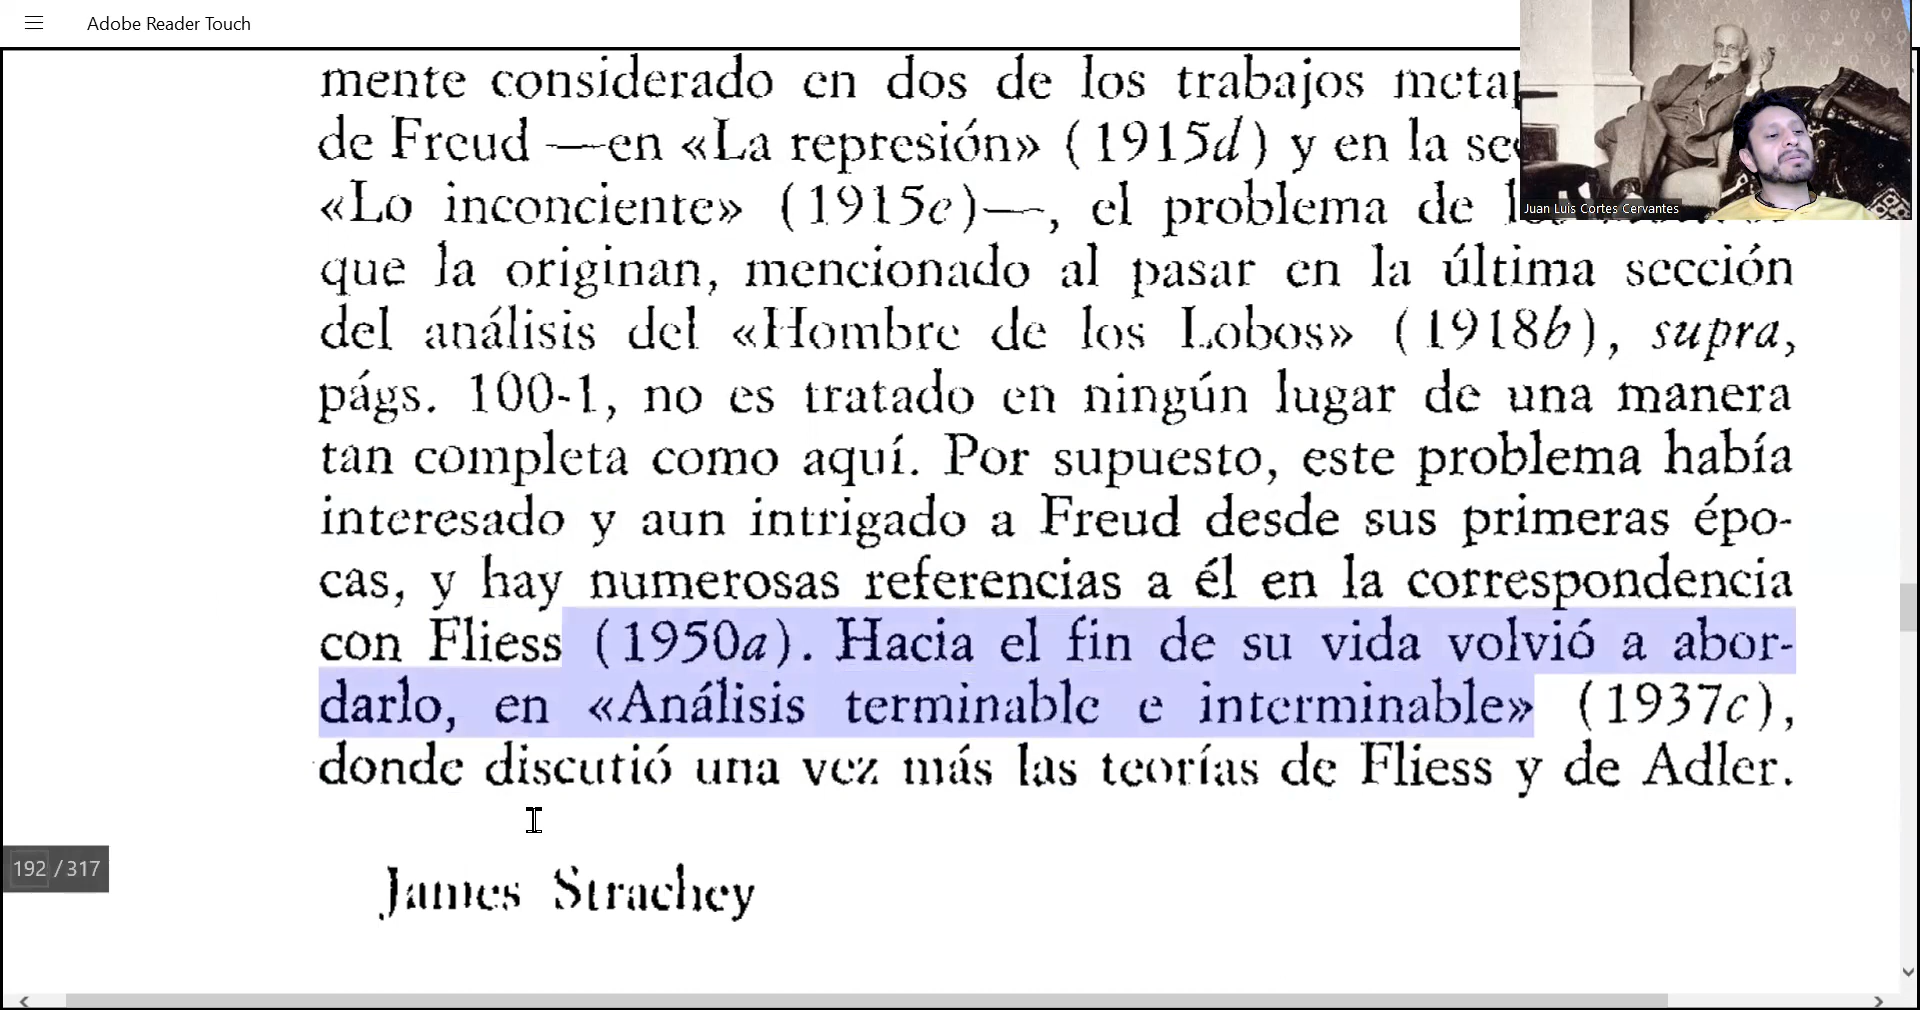 Adobe Reader Touch
mente considerado en dos de los trabajos
de Freud —en «La represión» (1915d) y en la
«Lo inconciente» (1915e)—, el problema de
que la originan, mencionado al pasar en la última sección
del análisis del «Hombre de los Lobos» (1918b), supra,
págs. 100-1, no es tratado en ningún lugar de una manera
tan completa como aquí. Por supuesto, este problema había
interesado y aun intrigado a Freud desde sus primeras épo-
cas, y hay numerosas referencias a él en la correspondencia
con Fliess (1950a). Hacia el fin de su vida volvió a abor-
darlo, en «Análisis terminable e interminable» (1937c),
donde discutió una vez más las teorías de Fliess y de Adler.
James Strachey
192 / 317
Juan Luis Cortes Cervantes